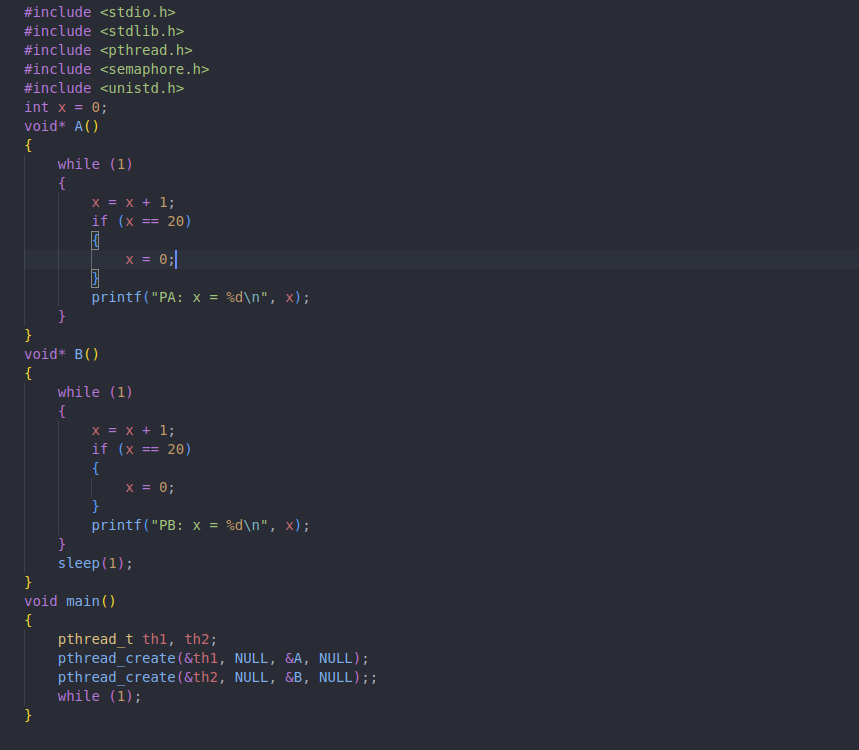 #include <stdio.h>
#include <stdlib.h>
#include <pthread.h>
#include <semaphore.h>
#include <unistd.h>
int x = 0;
void* A()
{
    while (1)
    {
        x = x + 1;
        if (x == 20)
        {
            x = 0;
        }
        printf("PA: x = %d\n", x);
    }
}
void* B()
{
    while (1)
    {
        x = x + 1;
        if (x == 20)
        {
            x = 0;
        }
        printf("PB: x = %d\n", x);
    }
    sleep(1);
}
void main()
{
    pthread_t th1, th2;
    pthread_create(&th1, NULL, &A, NULL);
    pthread_create(&th2, NULL, &B, NULL);;
    while (1);
}